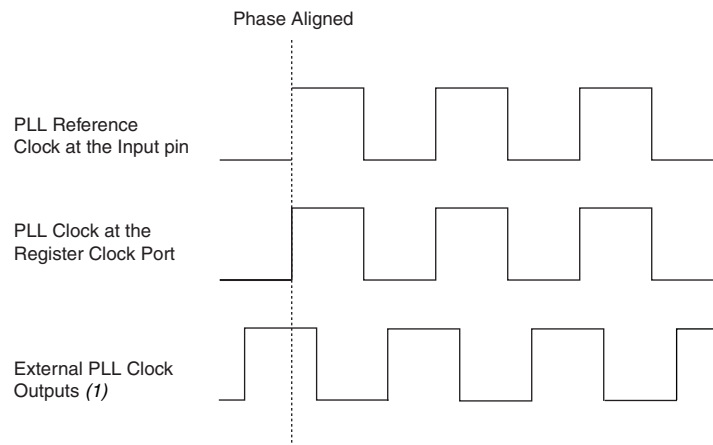 Phase Aligned
PLL Reference
Clock at the Input pin
PLL Clock at the
Register Clock Port
External PLL Clock
Outputs (1)